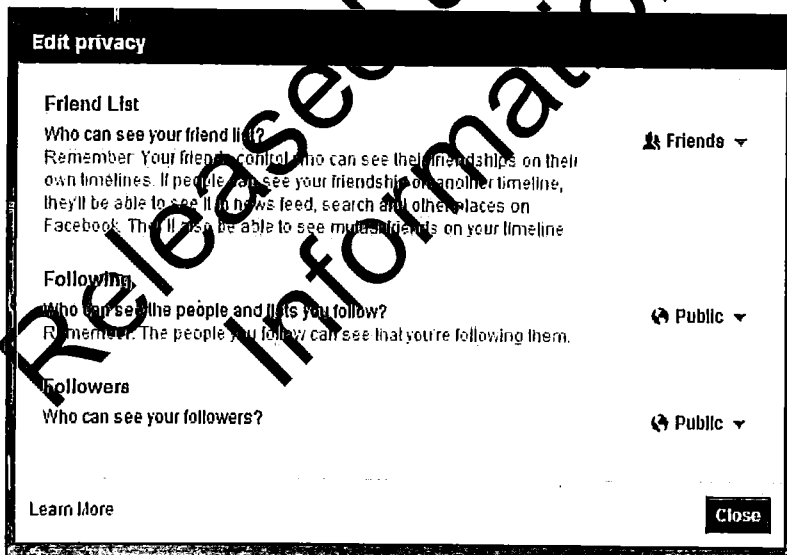 Edit privacy
Friend List
Who can see your friend list?
Remember: Your friends control who can see their friendships on their
own timelines. If people can see your friendship on another timeline,
they'll be able to see it in news feed, search and other places on
Facebook. They'll also be able to see mutual friends on your timeline
Friends
Following
Who can see the people and lists you follow?
Remember: The people you follow can see that you're following them.
Public
Followers
Who can see your followers?
Public
Learn More
Close
Released
Information